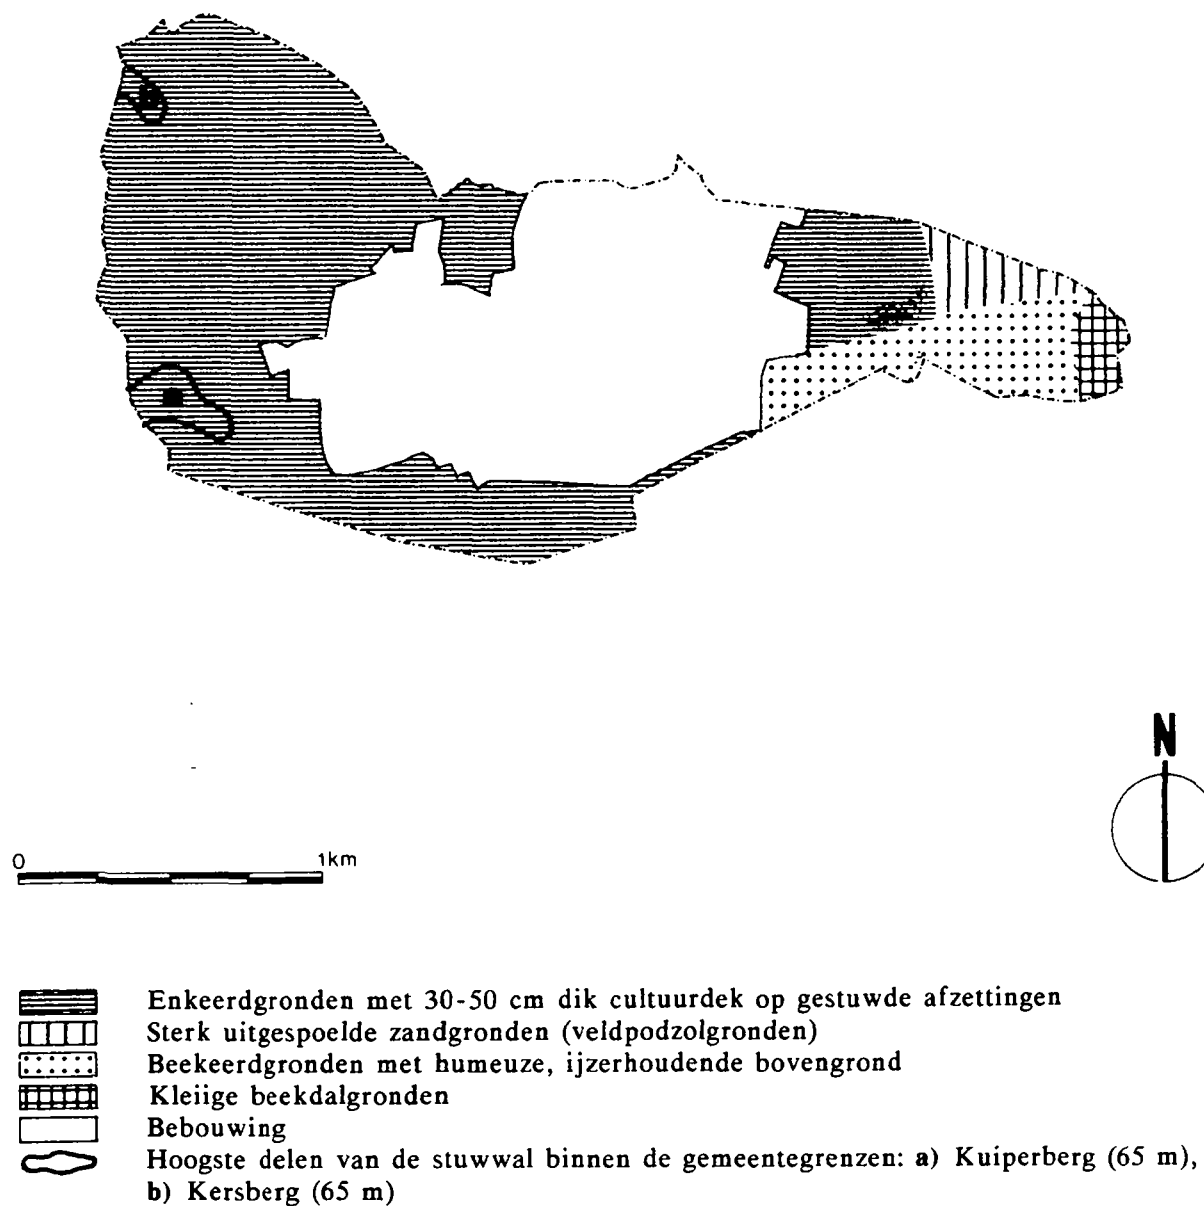 N
0 1km
Enkeerdgronden met 30-50 cm dik cultuurdek op gestuwde afzettingen
Sterk uitgespoelde zandgronden (veldpodzolgronden)
Beekeerdgronden met humeuze, ijzerhoudende bovengrond
Kleiige beekdalgronden
Bebouwing
Hoogste delen van de stuwwal binnen de gemeentegrenzen: a) Kuiperberg (65 m),
b) Kersberg (65 m)